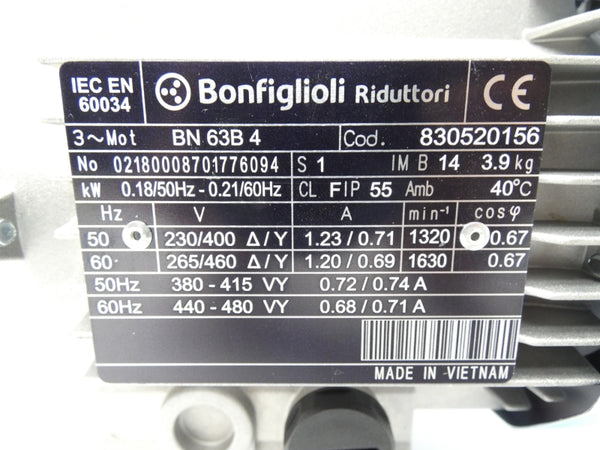 IEC EN
60034
Bonfiglioli Riduttori
CE
3~Mot BN 63B 4 Cod. 830520156
No 02180008701776094 S 1 IM B 14 3.9 kg
kW 0.18/50Hz - 0.21/60Hz CL F IP 55 Amb 40°C
Hz V A min⁻¹ cosφ
50 230/400 Δ/Y 1.23 / 0.71 1320 0.67
60 265/460 Δ/Y 1.20 / 0.69 1630 0.67
50Hz 380 - 415 VY 0.72 / 0.74 A
60Hz 440 - 480 VY 0.68 / 0.71 A
MADE IN VIETNAM